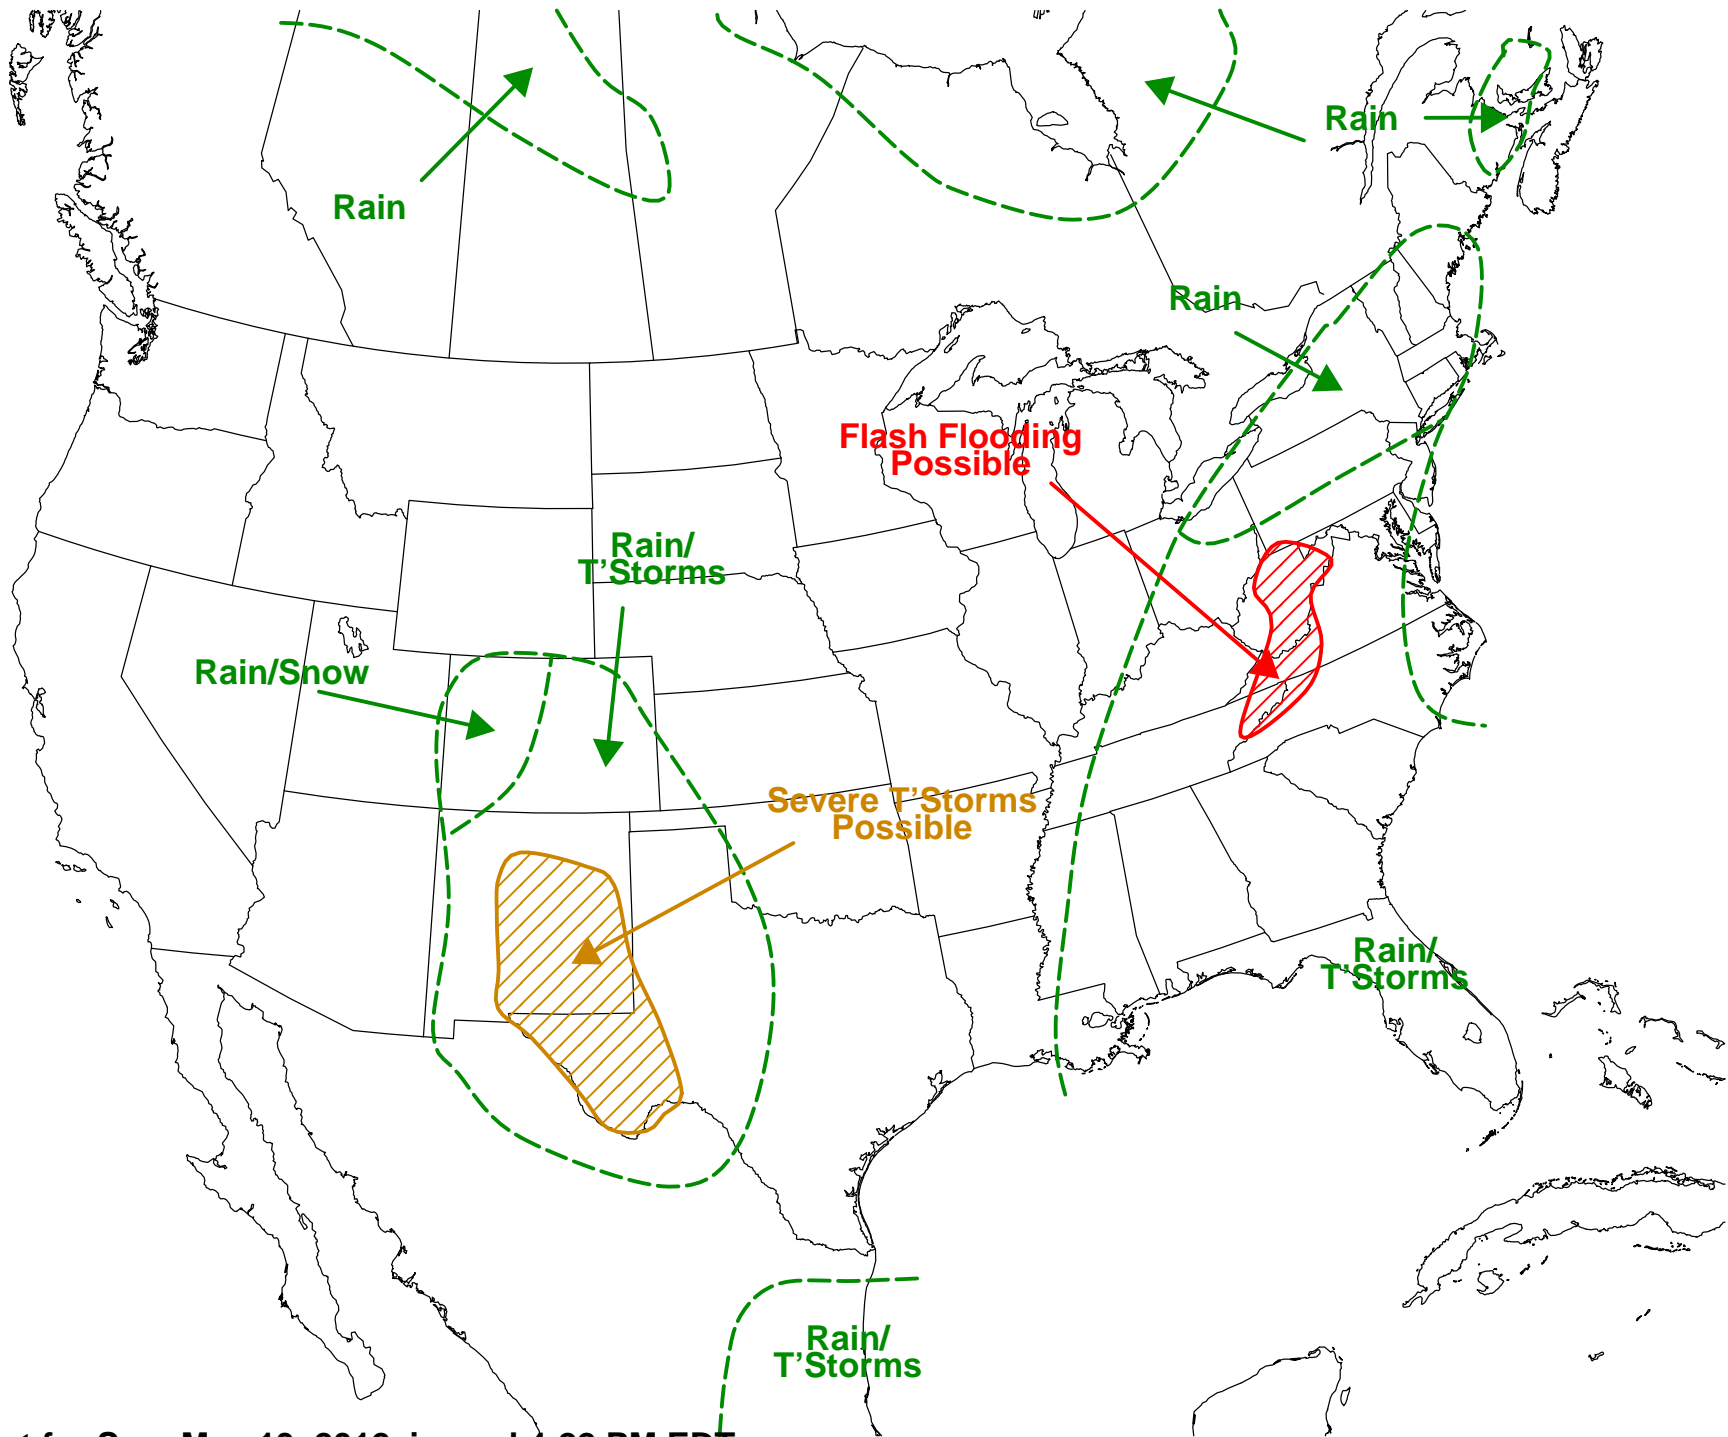 Rain
Rain
Rain
Flash Flooding
Possible
Rain/
T'Storms
Rain/Snow
Severe T'Storms
Possible
Rain/
T'Storms
Rain/
T'Storms